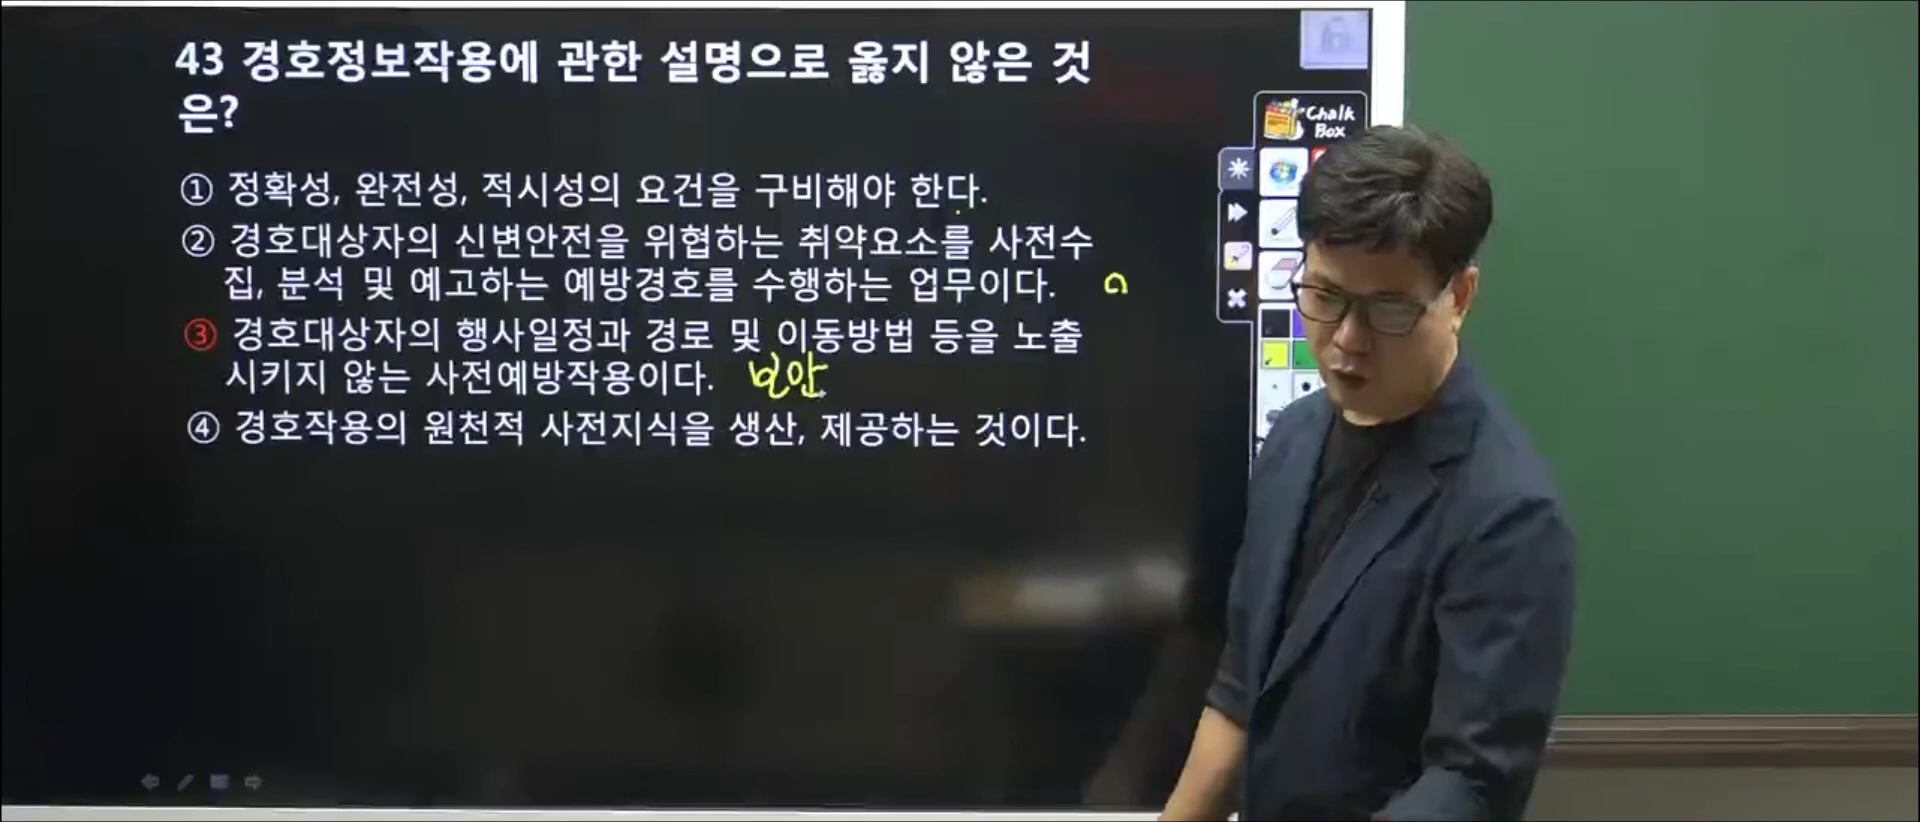 43 경호정보작용에 관한 설명으로 옳지 않은 것
은?
① 정확성, 완전성, 적시성의 요건을 구비해야 한다.
② 경호대상자의 신변안전을 위협하는 취약요소를 사전수
집, 분석 및 예고하는 예방경호를 수행하는 업무이다.
③ 경호대상자의 행사일정과 경로 및 이동방법 등을 노출
시키지 않는 사전예방작용이다. 보안
④ 경호작용의 원천적 사전지식을 생산, 제공하는 것이다.
Chalk
Box